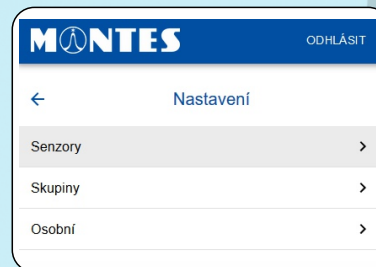 MONTES
ODHLÁSIT
Nastavení
Senzory
Skupiny
Osobní